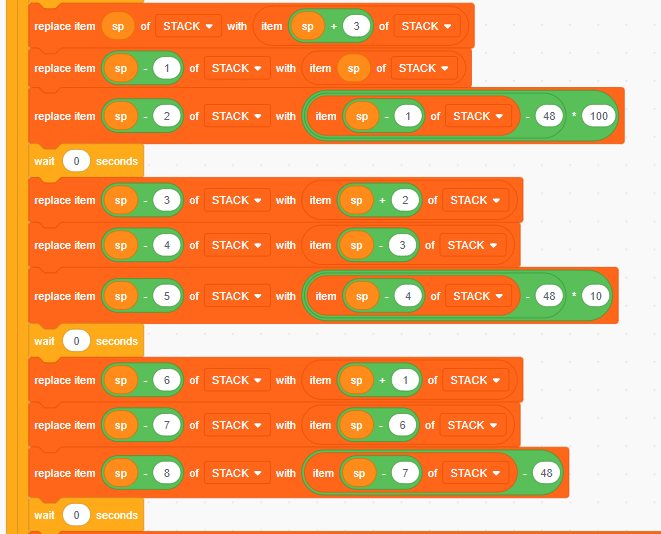 replace item sp of STACK with item sp + 3 of STACK
replace item sp - 1 of STACK with item sp of STACK
replace item sp - 2 of STACK with item sp - 1 of STACK - 48 * 100
wait 0 seconds
replace item sp - 3 of STACK with item sp + 2 of STACK
replace item sp - 4 of STACK with item sp - 3 of STACK
replace item sp - 5 of STACK with item sp - 4 of STACK - 48 * 10
wait 0 seconds
replace item sp - 6 of STACK with item sp + 1 of STACK
replace item sp - 7 of STACK with item sp - 6 of STACK
replace item sp - 8 of STACK with item sp - 7 of STACK - 48
wait 0 seconds